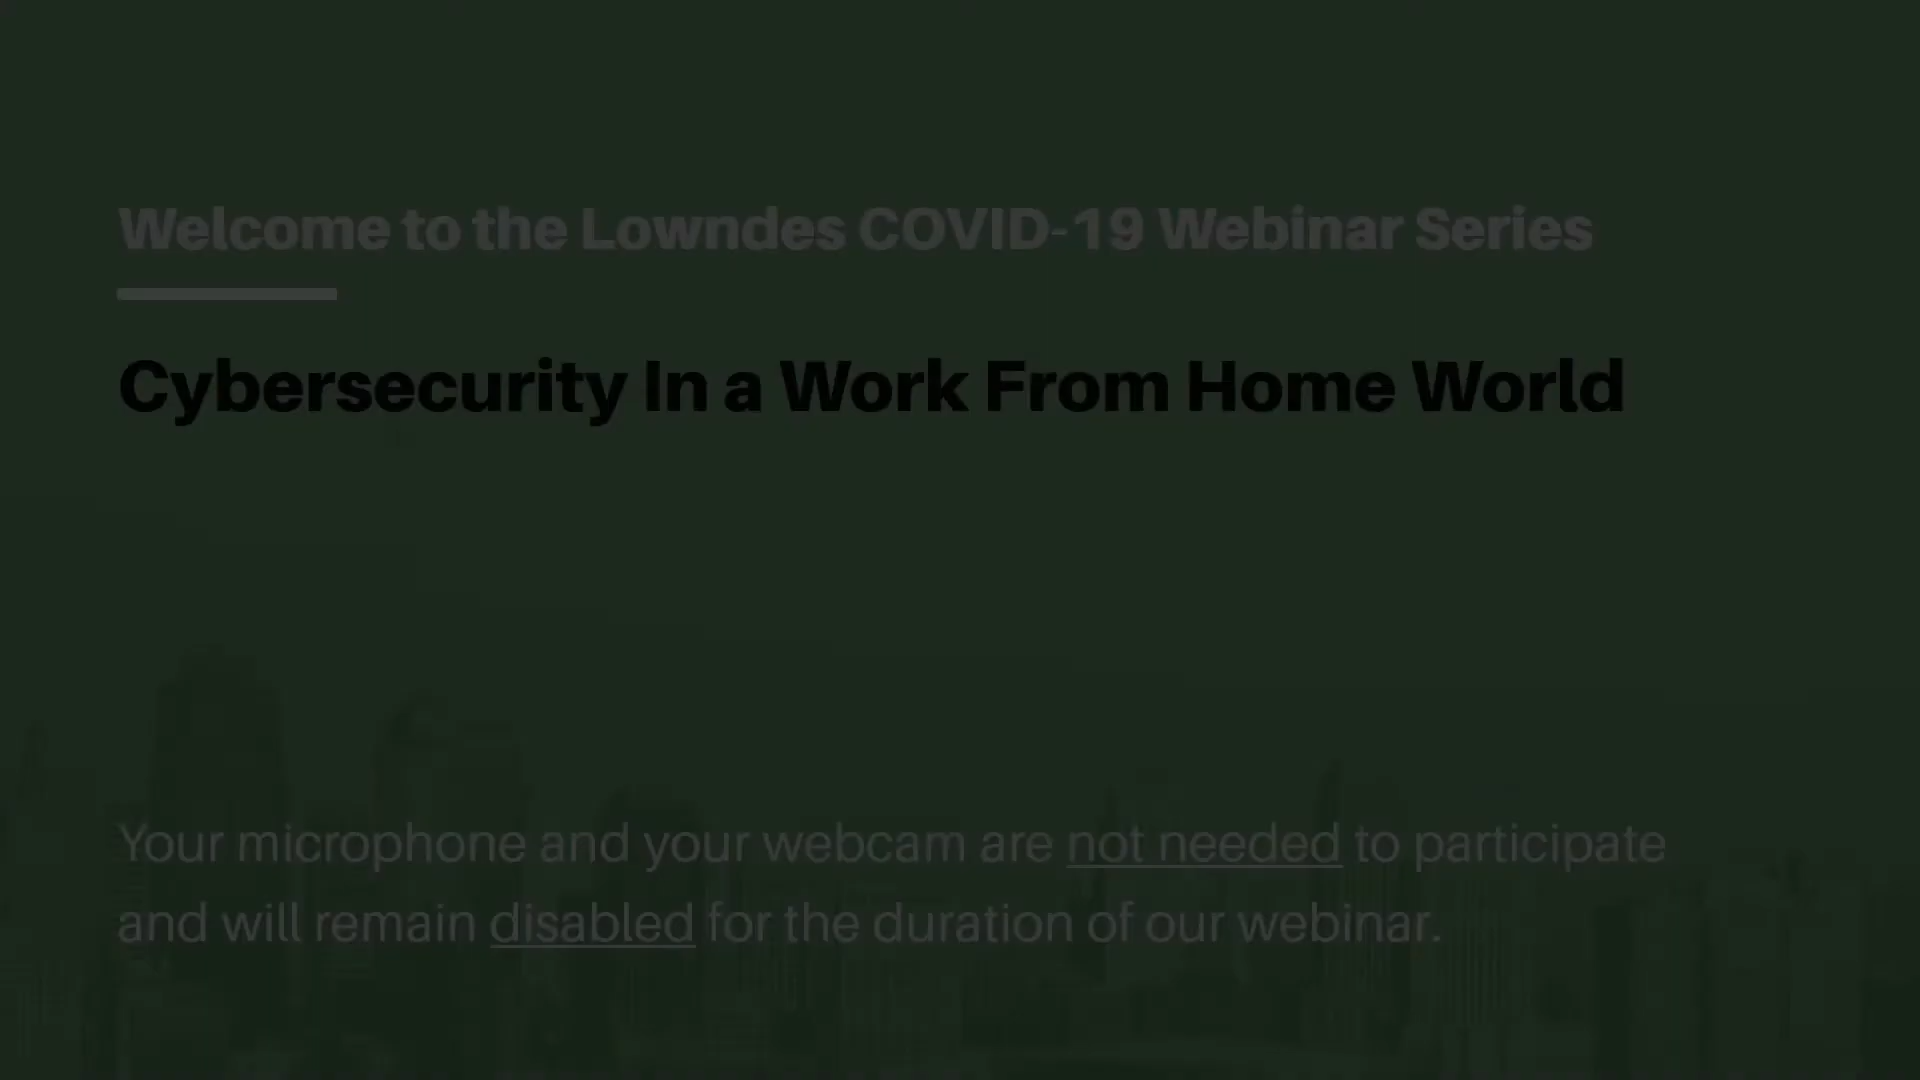 Welcome to the Lowndes COVID-19 Webinar Series
Cybersecurity In a Work From Home World
Your microphone and your webcam are not needed to participate
and will remain disabled for the duration of our webinar.